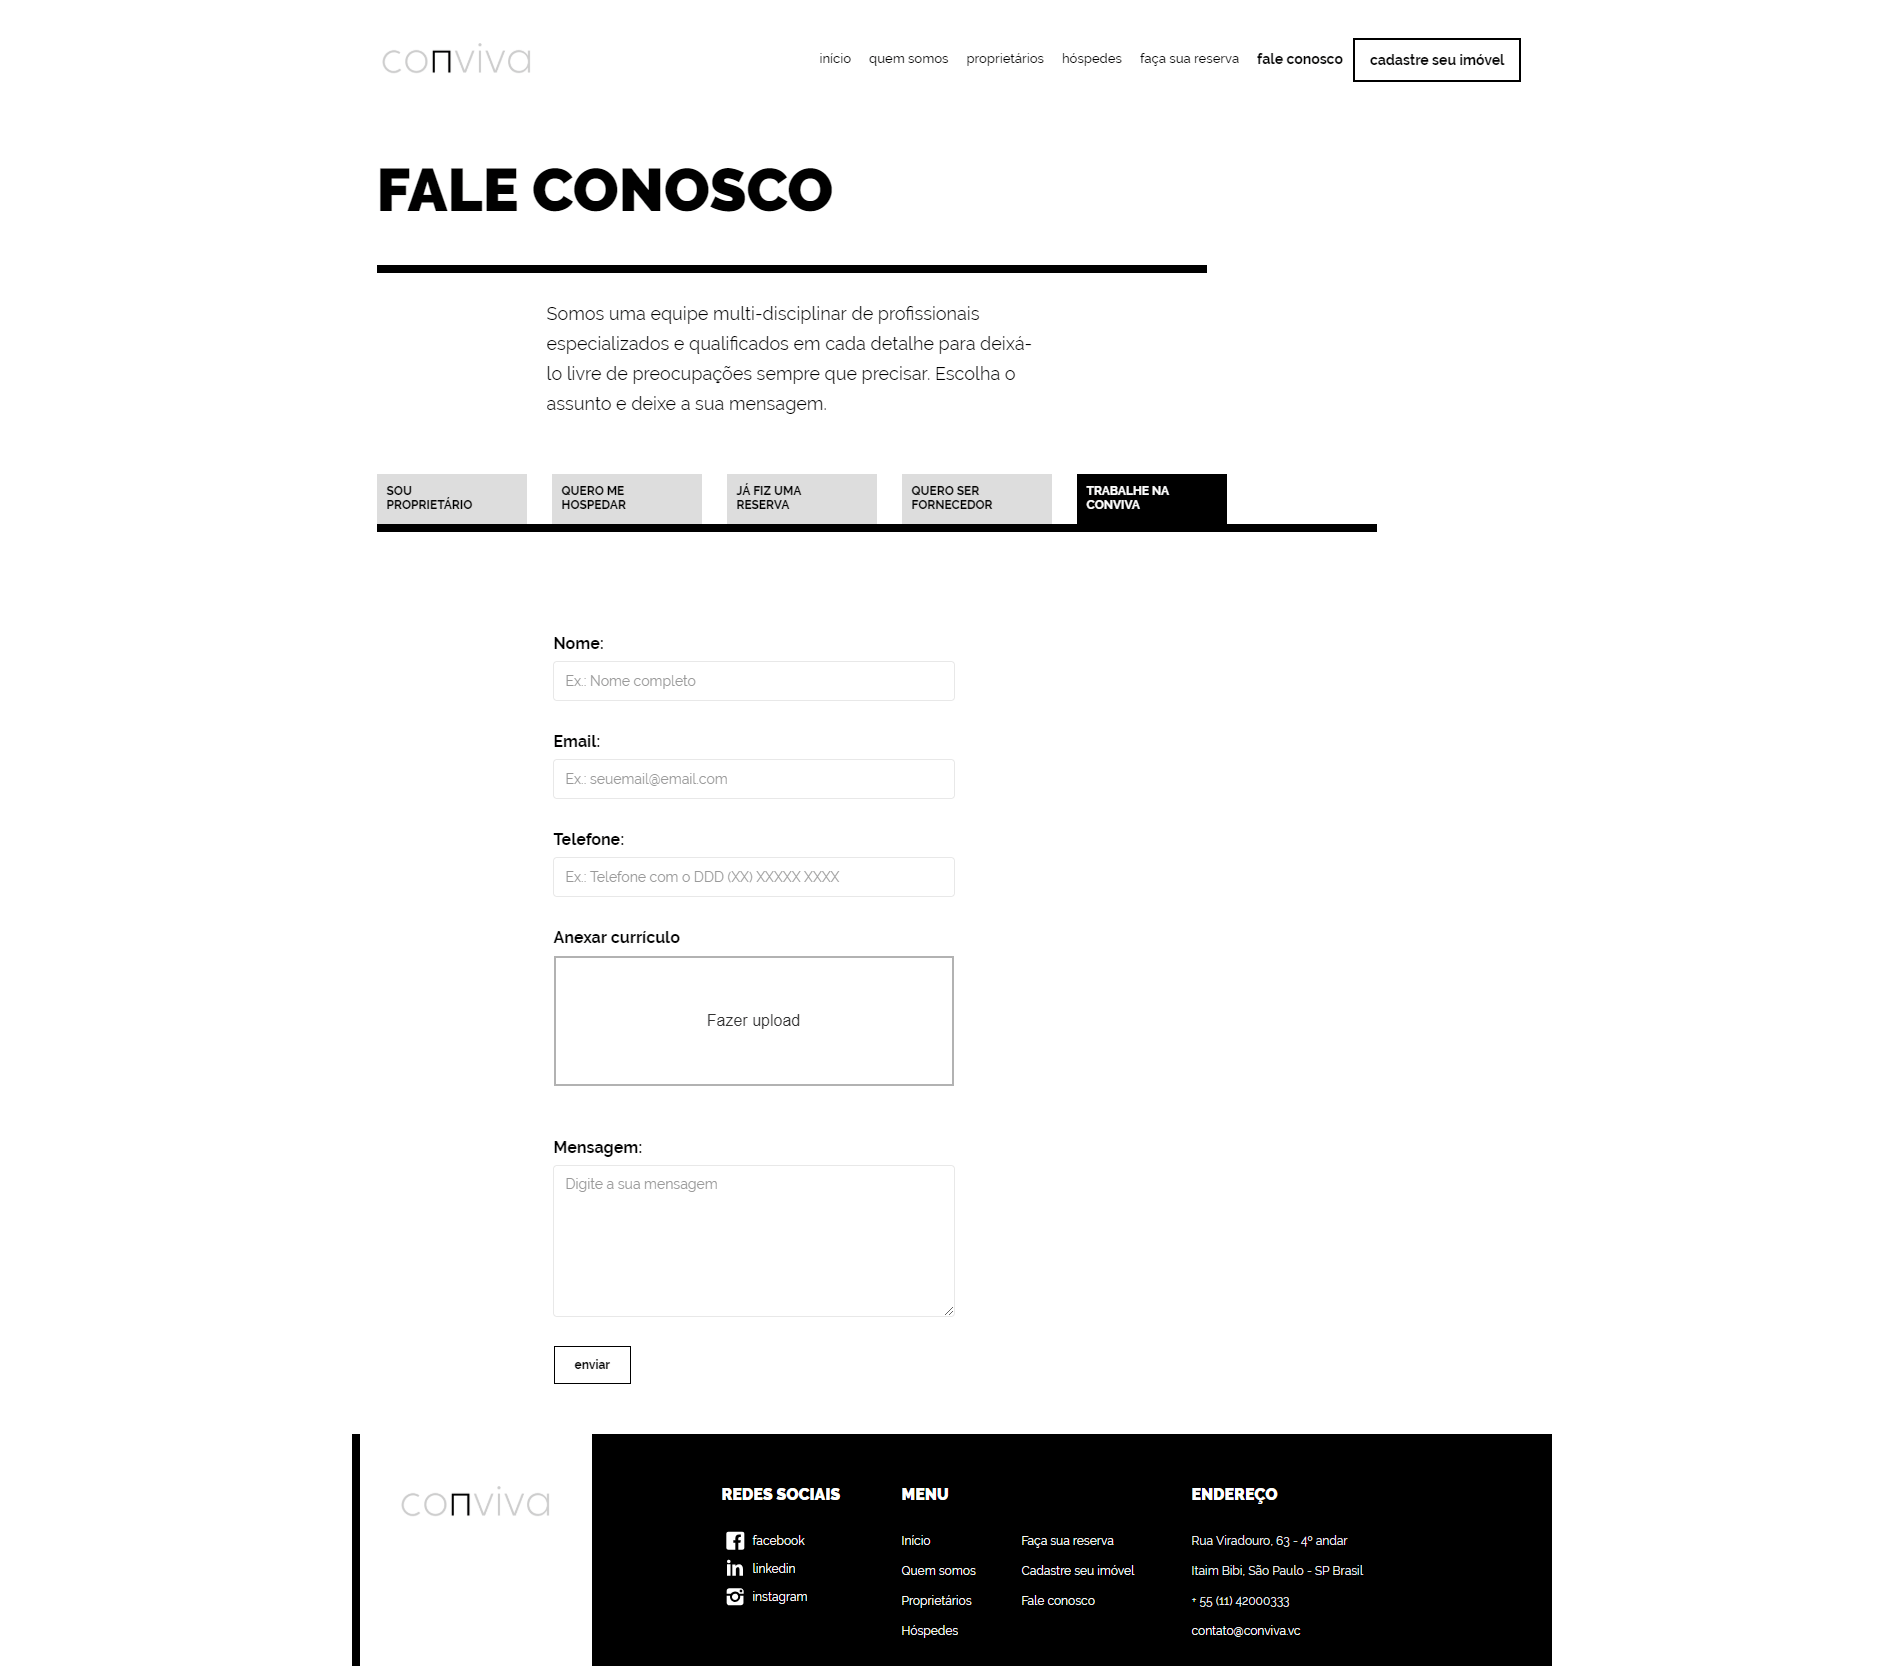 conviva
início quem somos proprietários hóspedes faça sua reserva fale conosco cadastre seu imóvel
FALE CONOSCO
Somos uma equipe multi-disciplinar de profissionais
especializados e qualificados em cada detalhe para deixá-
lo livre de preocupações sempre que precisar. Escolha o
assunto e deixe a sua mensagem.
SOU
PROPRIETÁRIO
QUERO ME
HOSPEDAR
JÁ FIZ UMA
RESERVA
QUERO SER
FORNECEDOR
TRABALHE NA
CONVIVA
Nome:
Ex.: Nome completo
Email:
Ex.: seuemail@email.com
Telefone:
Ex.: Telefone com o DDD (XX) XXXXX XXXX
Anexar currículo
Fazer upload
Mensagem:
Digite a sua mensagem
enviar
conviva
REDES SOCIAIS
facebook
linkedin
instagram
MENU
Início
Quem somos
Proprietários
Hóspedes
Faça sua reserva
Cadastre seu imóvel
Fale conosco
ENDEREÇO
Rua Viradouro, 63 - 4º andar
Itaim Bibi, São Paulo - SP Brasil
+ 55 (11) 42000333
contato@conviva.vc